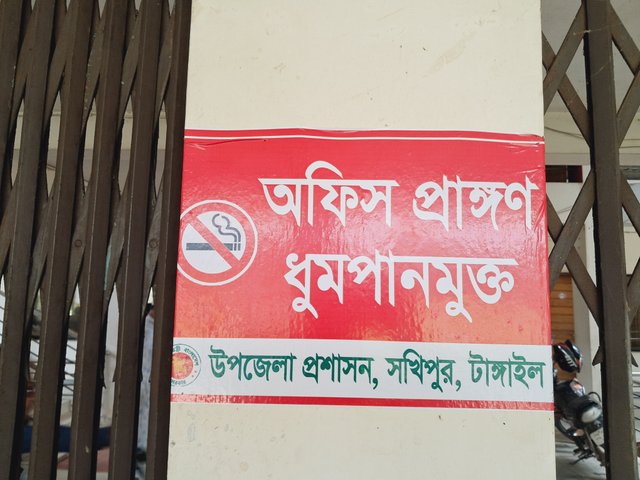 অফিস প্রাঙ্গণ
ধুমপানমুক্ত
উপজেলা প্রশাসন, সখিপুর, টাঙ্গাইল